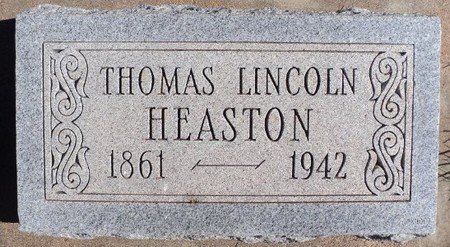 THOMAS LINCOLN
HEASTON
1861 — 1942